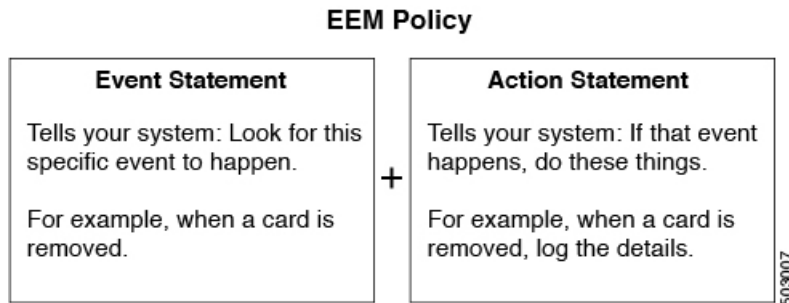 EEM Policy
Event Statement
Tells your system: Look for this
specific event to happen.
For example, when a card is
removed.
+
Action Statement
Tells your system: If that event
happens, do these things.
For example, when a card is
removed, log the details.
503007